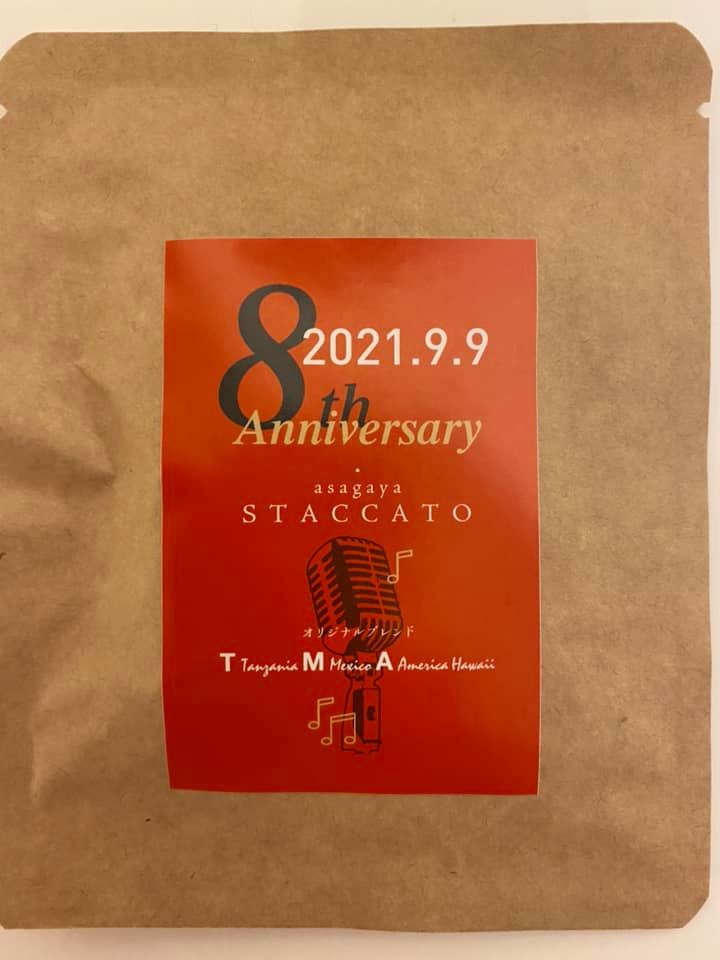 8th
2021.9.9
Anniversary
asagaya
STACCATO
オリジナルブレンド
T Tanzania M Mexico A America Hawaii